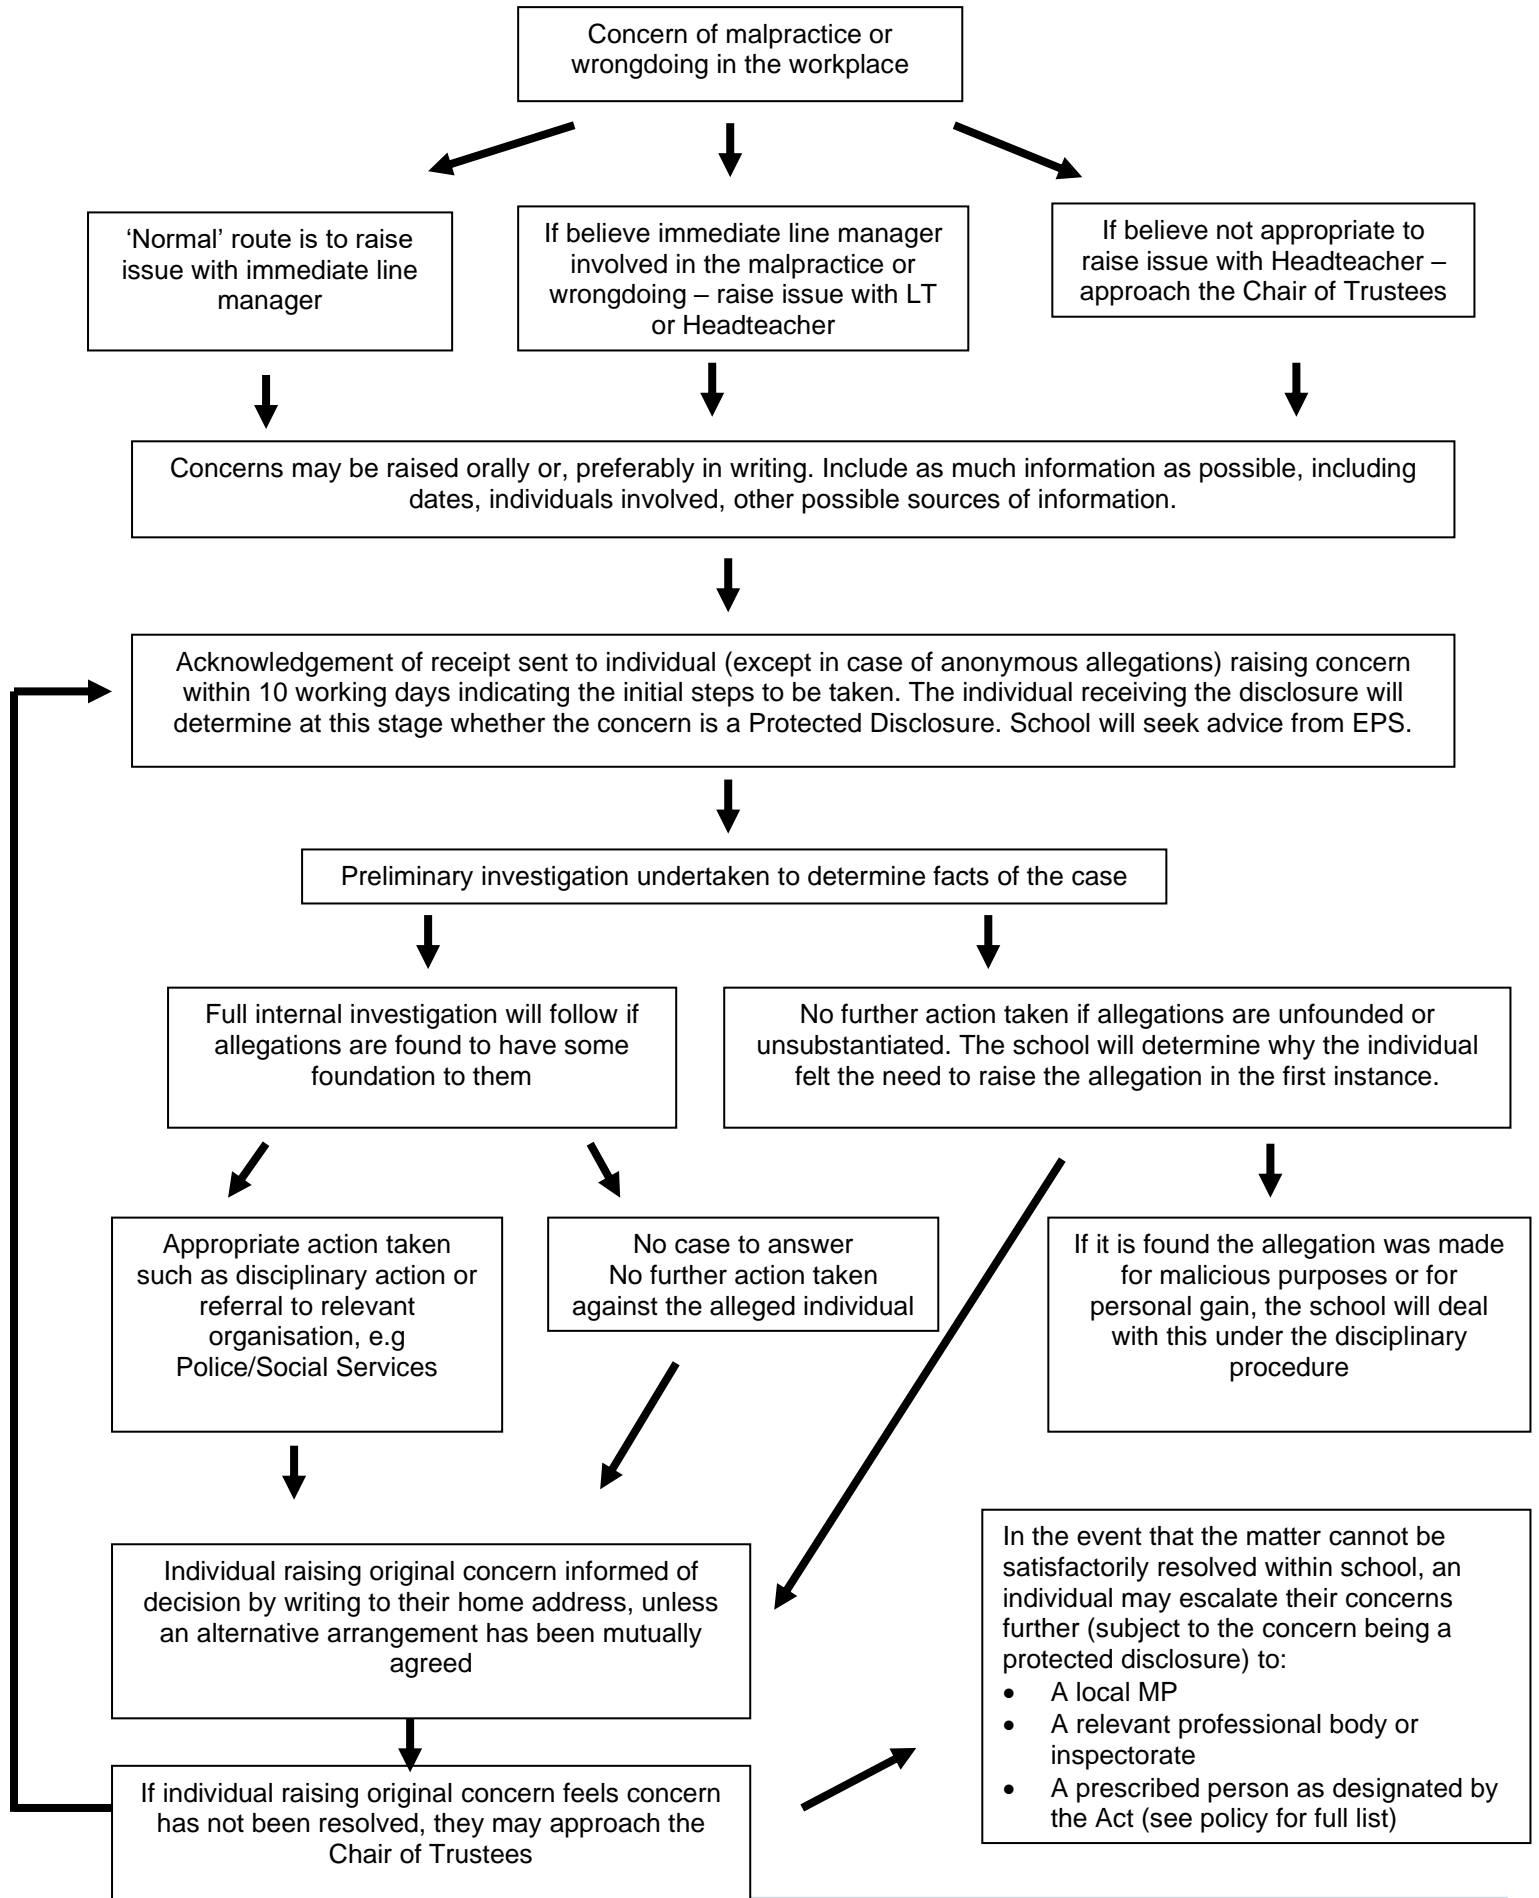 Concern of malpractice or
wrongdoing in the workplace
‘Normal’ route is to raise
issue with immediate line
manager
If believe immediate line manager
involved in the malpractice or
wrongdoing – raise issue with LT
or Headteacher
If believe not appropriate to
raise issue with Headteacher –
approach the Chair of Trustees
Concerns may be raised orally or, preferably in writing. Include as much information as possible, including
dates, individuals involved, other possible sources of information.
Acknowledgement of receipt sent to individual (except in case of anonymous allegations) raising concern
within 10 working days indicating the initial steps to be taken. The individual receiving the disclosure will
determine at this stage whether the concern is a Protected Disclosure. School will seek advice from EPS.
Preliminary investigation undertaken to determine facts of the case
Full internal investigation will follow if
allegations are found to have some
foundation to them
No further action taken if allegations are unfounded or
unsubstantiated. The school will determine why the individual
felt the need to raise the allegation in the first instance.
Appropriate action taken
such as disciplinary action or
referral to relevant
organisation, e.g
Police/Social Services
No case to answer
No further action taken
against the alleged individual
If it is found the allegation was made
for malicious purposes or for
personal gain, the school will deal
with this under the disciplinary
procedure
Individual raising original concern informed of
decision by writing to their home address, unless
an alternative arrangement has been mutually
agreed
In the event that the matter cannot be
satisfactorily resolved within school, an
individual may escalate their concerns
further (subject to the concern being a
protected disclosure) to:
• A local MP
• A relevant professional body or
inspectorate
• A prescribed person as designated by
the Act (see policy for full list)
If individual raising original concern feels concern
has not been resolved, they may approach the
Chair of Trustees